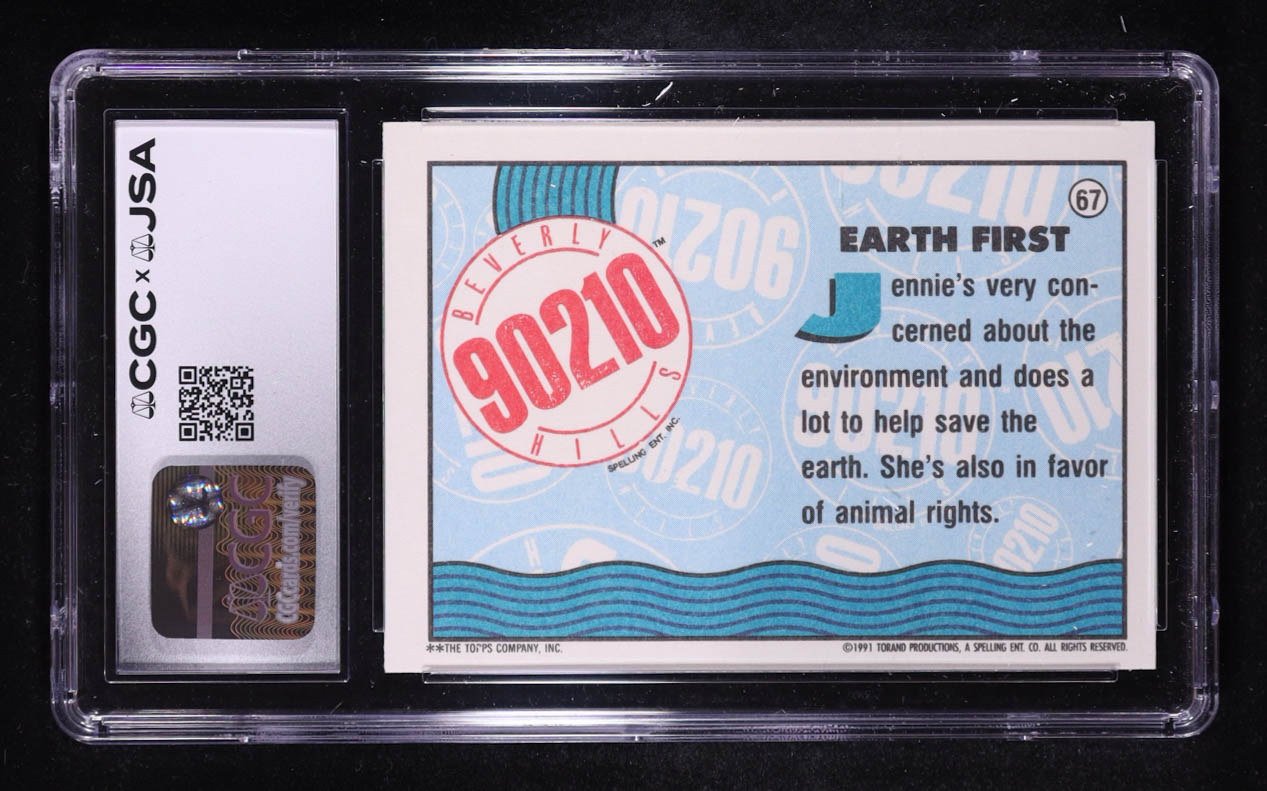 CGC x JSA
CGC
CGCcards.com/verify
BEVERLY
90210
HILLS
™
SPELLING ENT. INC.
67
EARTH FIRST
Jennie's very con-
cerned about the
environment and does a
lot to help save the
earth. She's also in favor
of animal rights.
**THE TOPPS COMPANY, INC.
©1991 TORAND PRODUCTIONS, A SPELLING ENT. CO. ALL RIGHTS RESERVED.